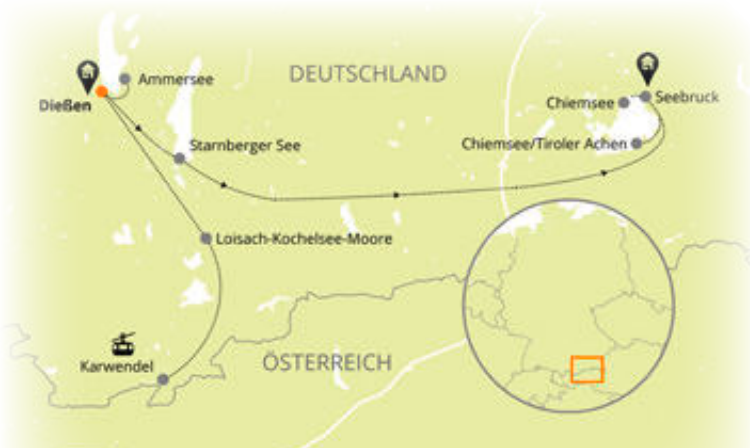 Ammersee
DEUTSCHLAND
Dießen
Chiemsee
Seebruck
Starnberger See
Chiemsee/Tiroler Achen
Loisach-Kochelsee-Moore
Karwendel
ÖSTERREICH